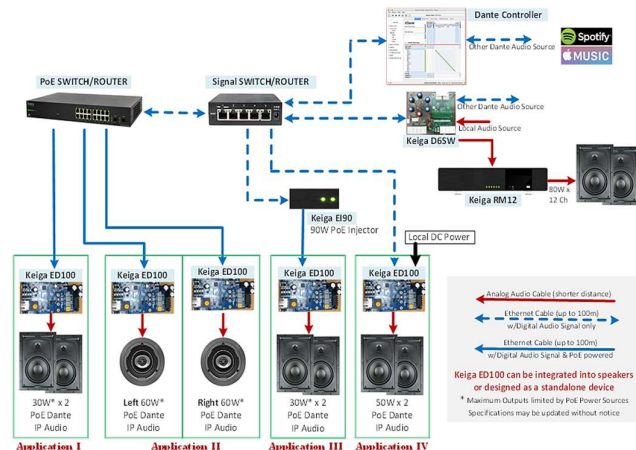 Dante Controller
Other Dante Audio Source
Spotify
MUSIC
PoE SWITCH/ROUTER
Signal SWITCH/ROUTER
Other Dante Audio Source
Local Audio Source
Keiga D6SW
80W x
12 Ch
Keiga RM12
Keiga EI90
90W PoE Injector
Local DC Power
Keiga ED100
Keiga ED100
Keiga ED100
Keiga ED100
Keiga ED100
30W* x 2
PoE Dante
IP Audio
Left 60W*
PoE Dante
IP Audio
Right 60W*
PoE Dante
IP Audio
30W* x 2
PoE Dante
IP Audio
50W x 2
PoE Dante
IP Audio
Application I
Application II
Application III
Application IV
Analog Audio Cable (shorter distance)
Ethernet Cable (up to 100m)
w/Digital Audio Signal only
Ethernet Cable (up to 100m)
w/Digital Audio Signal & PoE powered
Keiga ED100 can be integrated into speakers
or designed as a standalone device
* Maximum Outputs limited by PoE Power Sources
Specifications may be updated without notice